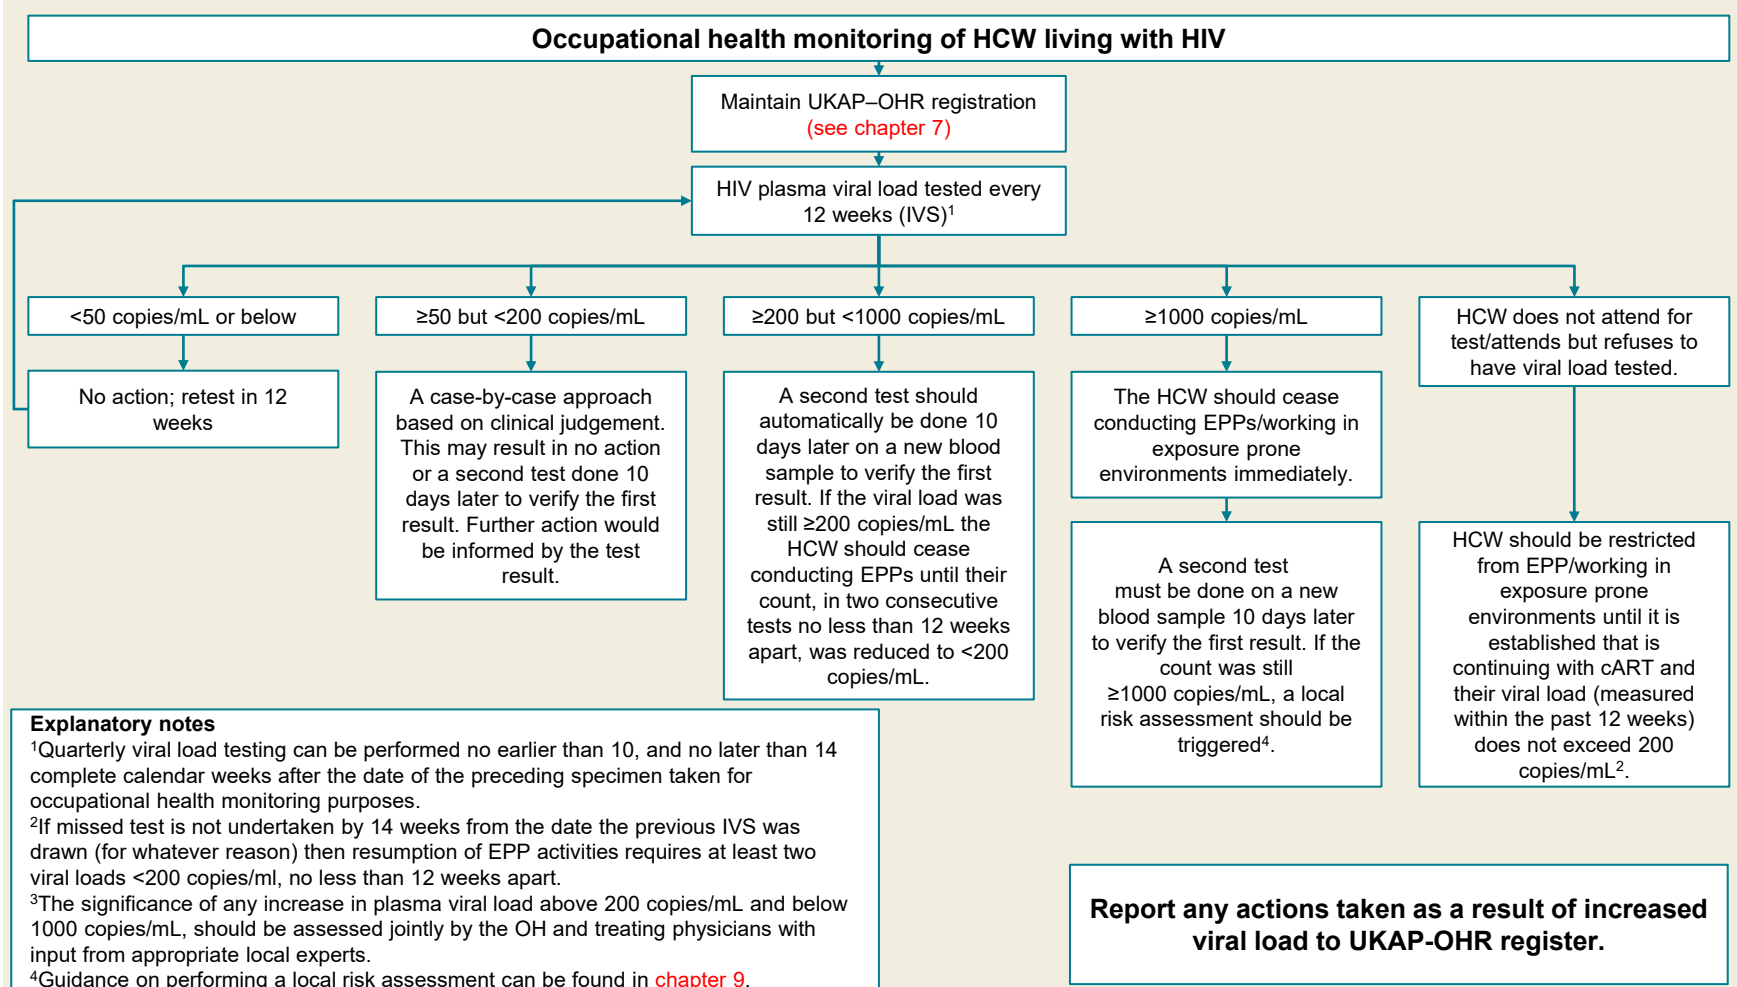 Occupational health monitoring of HCW living with HIV
Maintain UKAP–OHR registration
(see chapter 7)
HIV plasma viral load tested every
12 weeks (IVS)¹
<50 copies/mL or below
No action; retest in 12
weeks
≥50 but <200 copies/mL
A case-by-case approach
based on clinical judgement.
This may result in no action
or a second test done 10
days later to verify the first
result. Further action would
be informed by the test
result.
≥200 but <1000 copies/mL
A second test should
automatically be done 10
days later on a new blood
sample to verify the first
result. If the viral load was
still ≥200 copies/mL the
HCW should cease
conducting EPPs until their
count, in two consecutive
tests no less than 12 weeks
apart, was reduced to <200
copies/mL.
≥1000 copies/mL
The HCW should cease
conducting EPPs/working in
exposure prone
environments immediately.
A second test
must be done on a new
blood sample 10 days later
to verify the first result. If the
count was still
≥1000 copies/mL, a local
risk assessment should be
triggered⁴.
HCW does not attend for
test/attends but refuses to
have viral load tested.
HCW should be restricted
from EPP/working in
exposure prone
environments until it is
established that is
continuing with cART and
their viral load (measured
within the past 12 weeks)
does not exceed 200
copies/mL².
Explanatory notes
¹Quarterly viral load testing can be performed no earlier than 10, and no later than 14
complete calendar weeks after the date of the preceding specimen taken for
occupational health monitoring purposes.
²If missed test is not undertaken by 14 weeks from the date the previous IVS was
drawn (for whatever reason) then resumption of EPP activities requires at least two
viral loads <200 copies/ml, no less than 12 weeks apart.
³The significance of any increase in plasma viral load above 200 copies/mL and below
1000 copies/mL, should be assessed jointly by the OH and treating physicians with
input from appropriate local experts.
⁴Guidance on performing a local risk assessment can be found in chapter 9.
Report any actions taken as a result of increased
viral load to UKAP-OHR register.